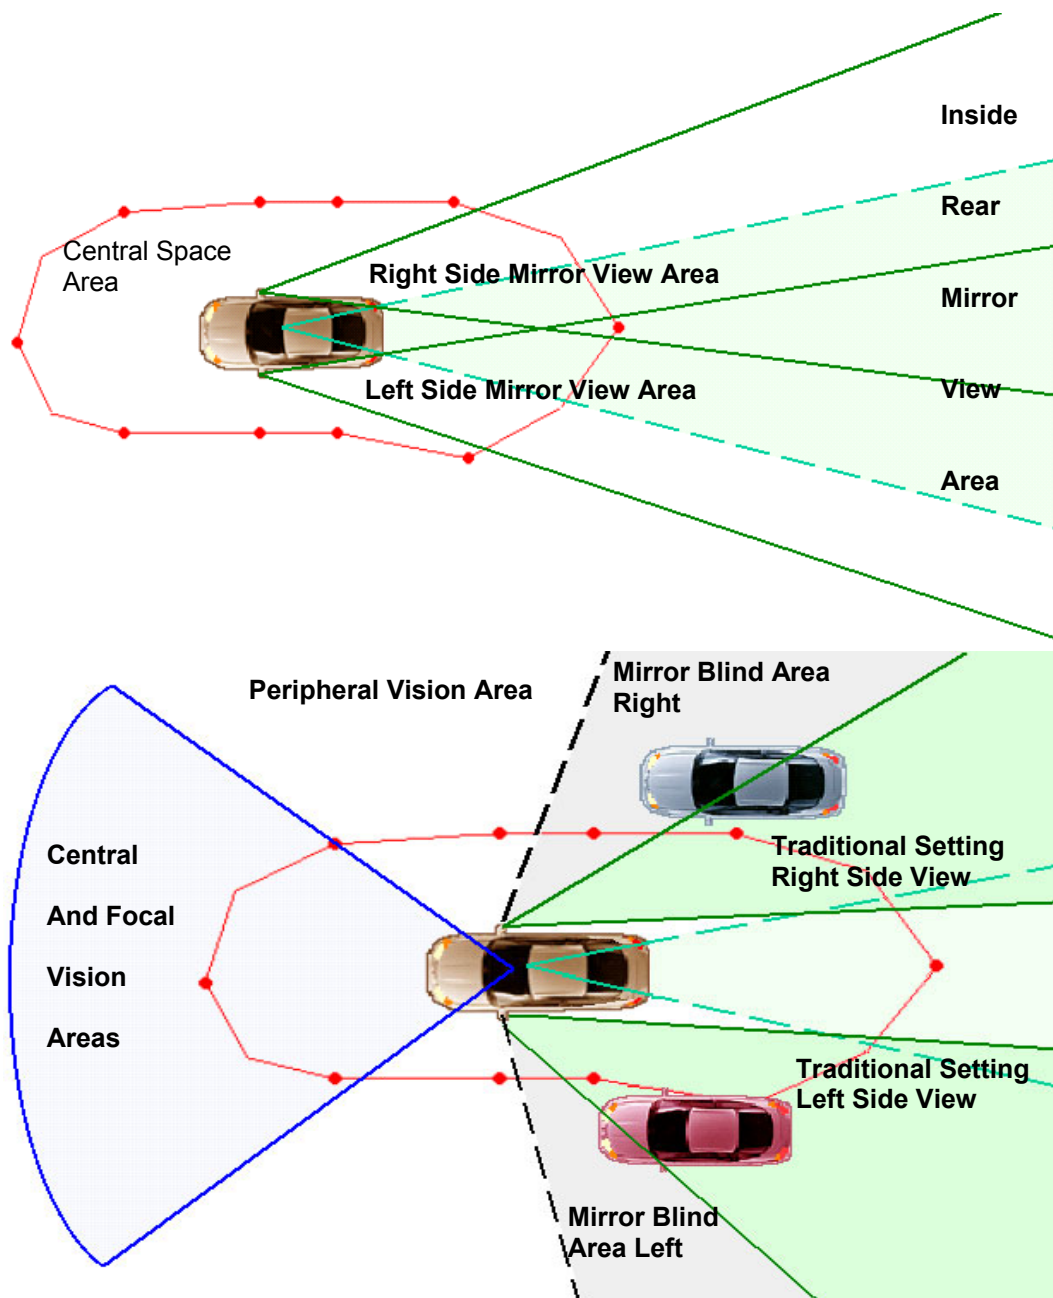 Inside
Rear
Central Space
Area
Right Side Mirror View Area
Mirror
Left Side Mirror View Area
View
Area
Mirror Blind Area
Right
Peripheral Vision Area
Central
And Focal
Vision
Areas
Traditional Setting
Right Side View
Traditional Setting
Left Side View
Mirror Blind
Area Left